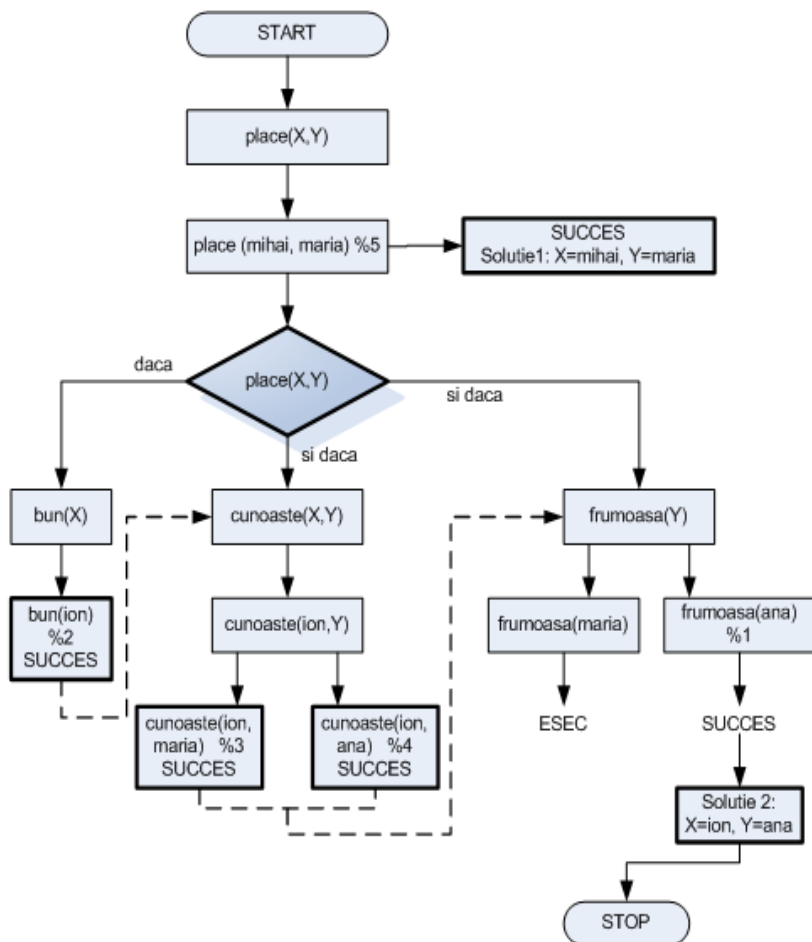 START
place(X,Y)
place (mihai, maria) %5
SUCCES
Solutie1: X=mihai, Y=maria
daca
place(X,Y)
si daca
si daca
bun(X)
cunoaste(X,Y)
frumoasa(Y)
bun(ion)
%2
SUCCES
cunoaste(ion,Y)
frumoasa(maria)
frumoasa(ana)
%1
cunoaste(ion,
maria) %3
SUCCES
cunoaste(ion,
ana) %4
SUCCES
ESEC
SUCCES
Solutie 2:
X=ion, Y=ana
STOP